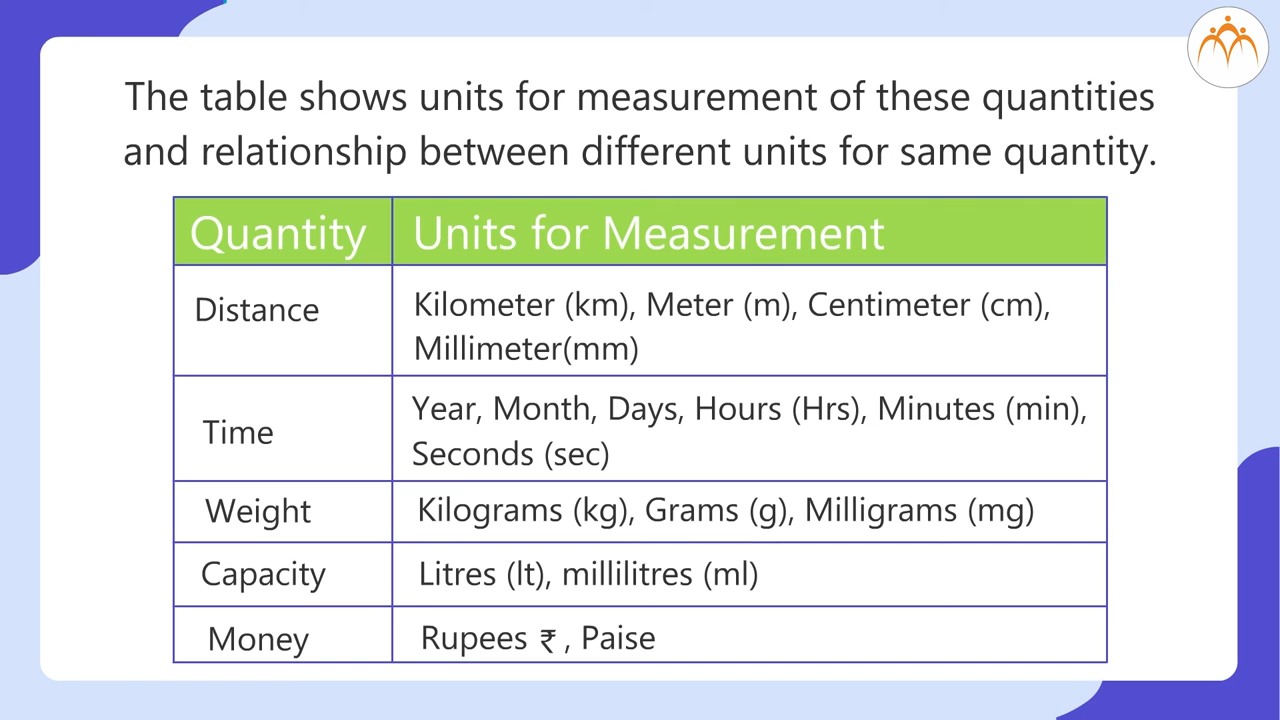 The table shows units for measurement of these quantities
and relationship between different units for same quantity.
Quantity Units for Measurement
Distance Kilometer (km), Meter (m), Centimeter (cm),
Millimeter(mm)
Time Year, Month, Days, Hours (Hrs), Minutes (min),
Seconds (sec)
Weight Kilograms (kg), Grams (g), Milligrams (mg)
Capacity Litres (lt), millilitres (ml)
Money Rupees ₹ , Paise